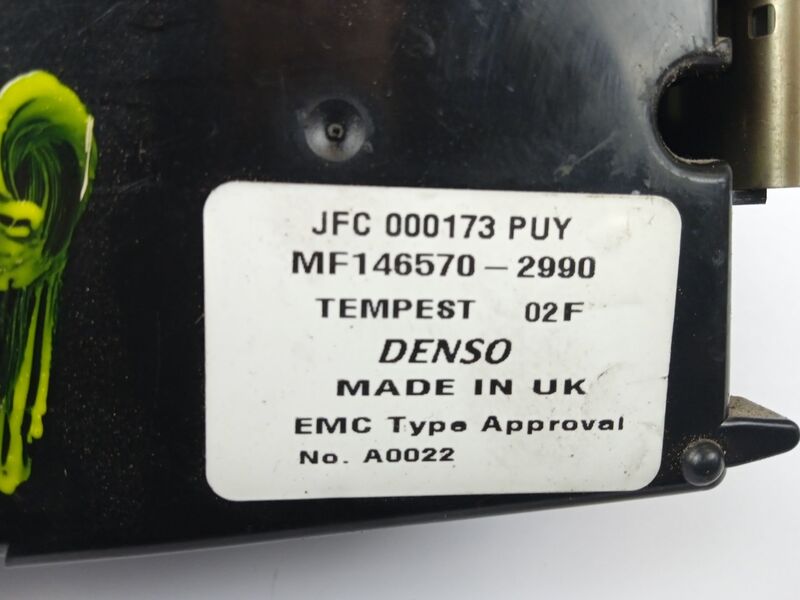 JFC 000173 PUY
MF146570-2990
TEMPEST 02F
DENSO
MADE IN UK
EMC Type Approval
No. A0022